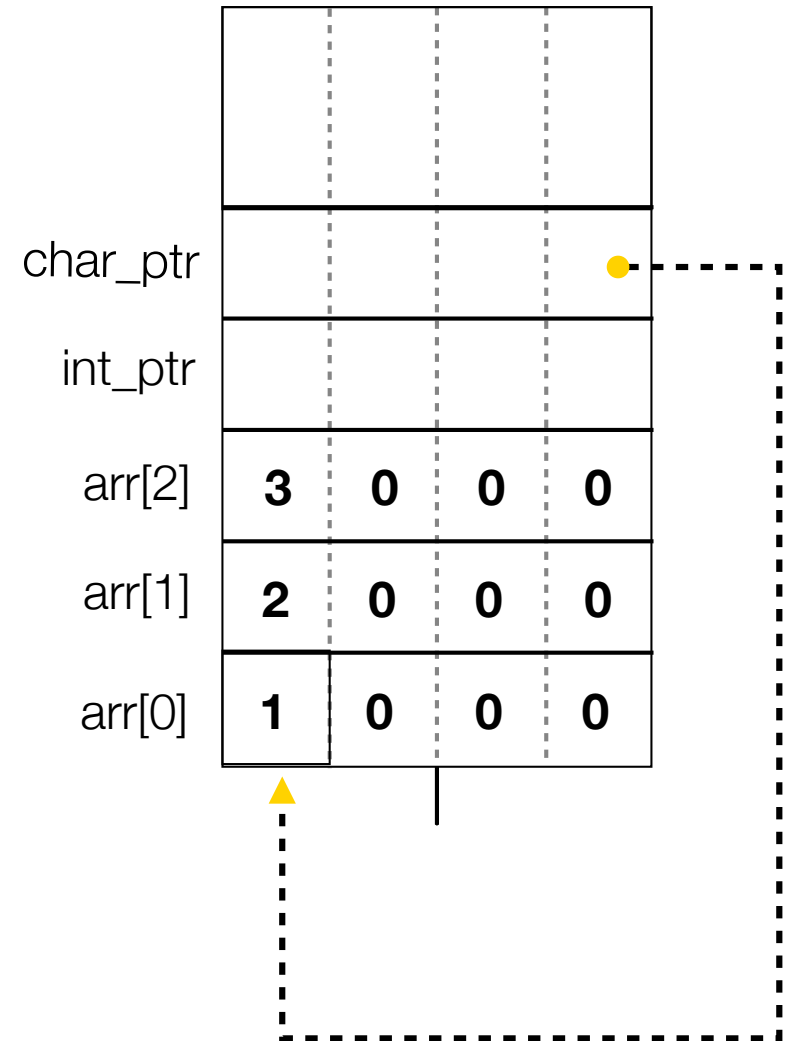 char_ptr
int_ptr
arr[2] 3 0 0 0
arr[1] 2 0 0 0
arr[0] 1 0 0 0